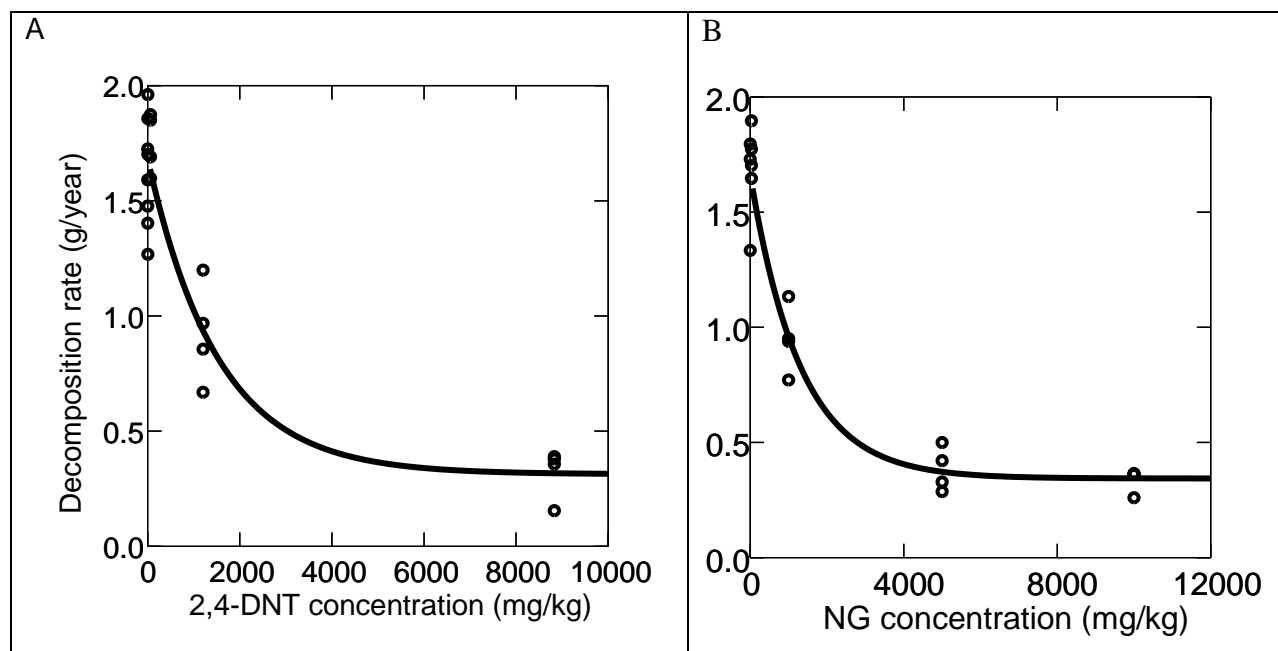 A
Decomposition rate (g/year)
2.0
1.5
1.0
0.5
0.0
0 2000 4000 6000 8000 10000
2,4-DNT concentration (mg/kg)
B
2.0
1.5
1.0
0.5
0.0
0 4000 8000 12000
NG concentration (mg/kg)